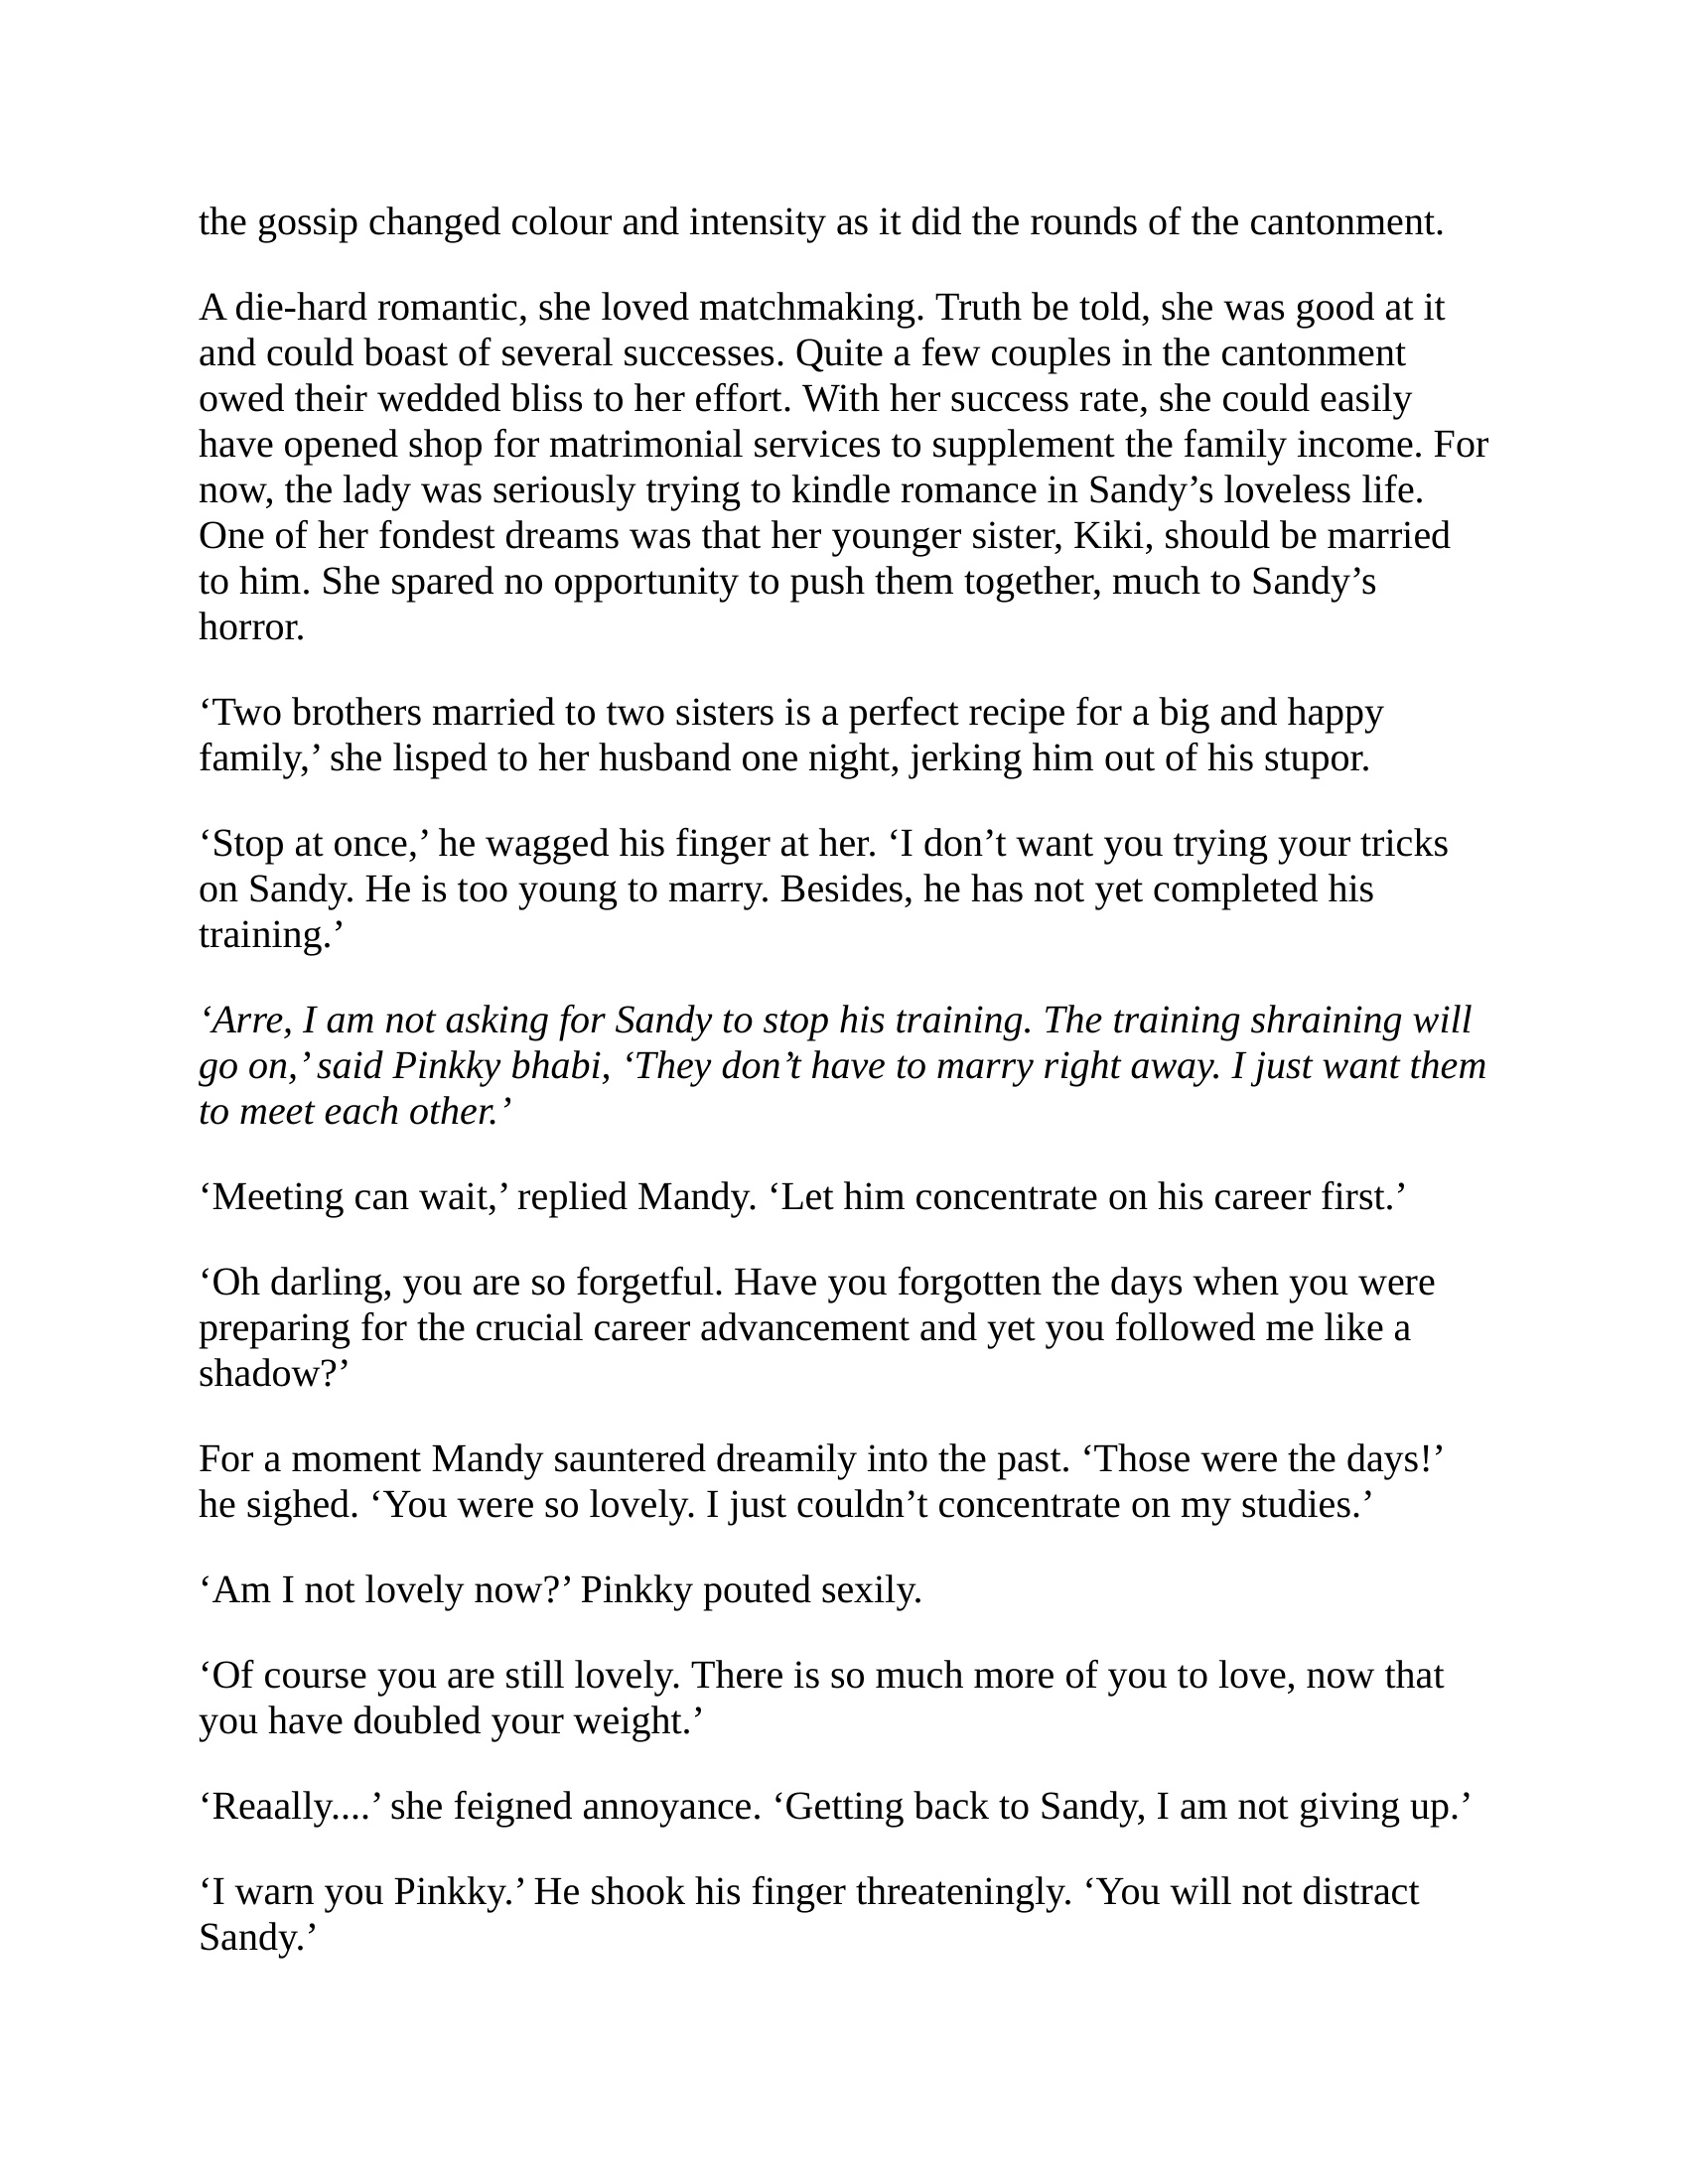 the gossip changed colour and intensity as it did the rounds of the cantonment.
A die-hard romantic, she loved matchmaking. Truth be told, she was good at it
and could boast of several successes. Quite a few couples in the cantonment
owed their wedded bliss to her effort. With her success rate, she could easily
have opened shop for matrimonial services to supplement the family income. For
now, the lady was seriously trying to kindle romance in Sandy’s loveless life.
One of her fondest dreams was that her younger sister, Kiki, should be married
to him. She spared no opportunity to push them together, much to Sandy’s
horror.
‘Two brothers married to two sisters is a perfect recipe for a big and happy
family,’ she lisped to her husband one night, jerking him out of his stupor.
‘Stop at once,’ he wagged his finger at her. ‘I don’t want you trying your tricks
on Sandy. He is too young to marry. Besides, he has not yet completed his
training.’
‘Arre, I am not asking for Sandy to stop his training. The training shraining will
go on,’ said Pinkky bhabi, ‘They don’t have to marry right away. I just want them
to meet each other.’
‘Meeting can wait,’ replied Mandy. ‘Let him concentrate on his career first.’
‘Oh darling, you are so forgetful. Have you forgotten the days when you were
preparing for the crucial career advancement and yet you followed me like a
shadow?’
For a moment Mandy sauntered dreamily into the past. ‘Those were the days!’
he sighed. ‘You were so lovely. I just couldn’t concentrate on my studies.’
‘Am I not lovely now?’ Pinkky pouted sexily.
‘Of course you are still lovely. There is so much more of you to love, now that
you have doubled your weight.’
‘Reaally....’ she feigned annoyance. ‘Getting back to Sandy, I am not giving up.’
‘I warn you Pinkky.’ He shook his finger threateningly. ‘You will not distract
Sandy.’